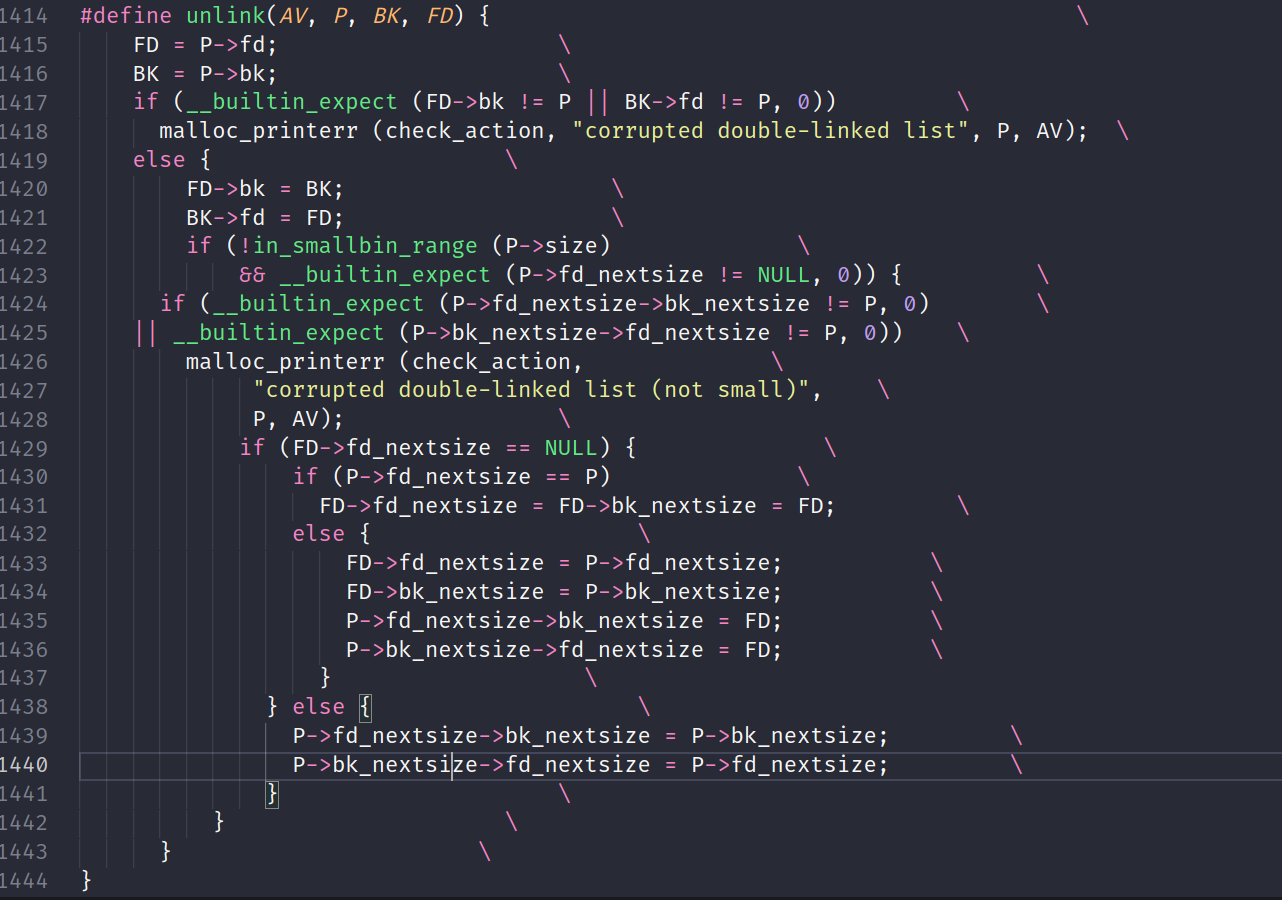 1414 #define unlink(AV, P, BK, FD) { \
1415 FD = P->fd; \
1416 BK = P->bk; \
1417 if (__builtin_expect (FD->bk != P || BK->fd != P, 0)) \
1418 malloc_printerr (check_action, "corrupted double-linked list", P, AV); \
1419 else { \
1420 FD->bk = BK; \
1421 BK->fd = FD; \
1422 if (!in_smallbin_range (P->size) \
1423 && __builtin_expect (P->fd_nextsize != NULL, 0)) { \
1424 if (__builtin_expect (P->fd_nextsize->bk_nextsize != P, 0) \
1425 || __builtin_expect (P->bk_nextsize->fd_nextsize != P, 0)) \
1426 malloc_printerr (check_action, \
1427 "corrupted double-linked list (not small)", \
1428 P, AV); \
1429 if (FD->fd_nextsize == NULL) { \
1430 if (P->fd_nextsize == P) \
1431 FD->fd_nextsize = FD->bk_nextsize = FD; \
1432 else { \
1433 FD->fd_nextsize = P->fd_nextsize; \
1434 FD->bk_nextsize = P->bk_nextsize; \
1435 P->fd_nextsize->bk_nextsize = FD; \
1436 P->bk_nextsize->fd_nextsize = FD; \
1437 } \
1438 } else { \
1439 P->fd_nextsize->bk_nextsize = P->bk_nextsize; \
1440 P->bk_nextsize->fd_nextsize = P->fd_nextsize; \
1441 } \
1442 } \
1443 } \
1444 }